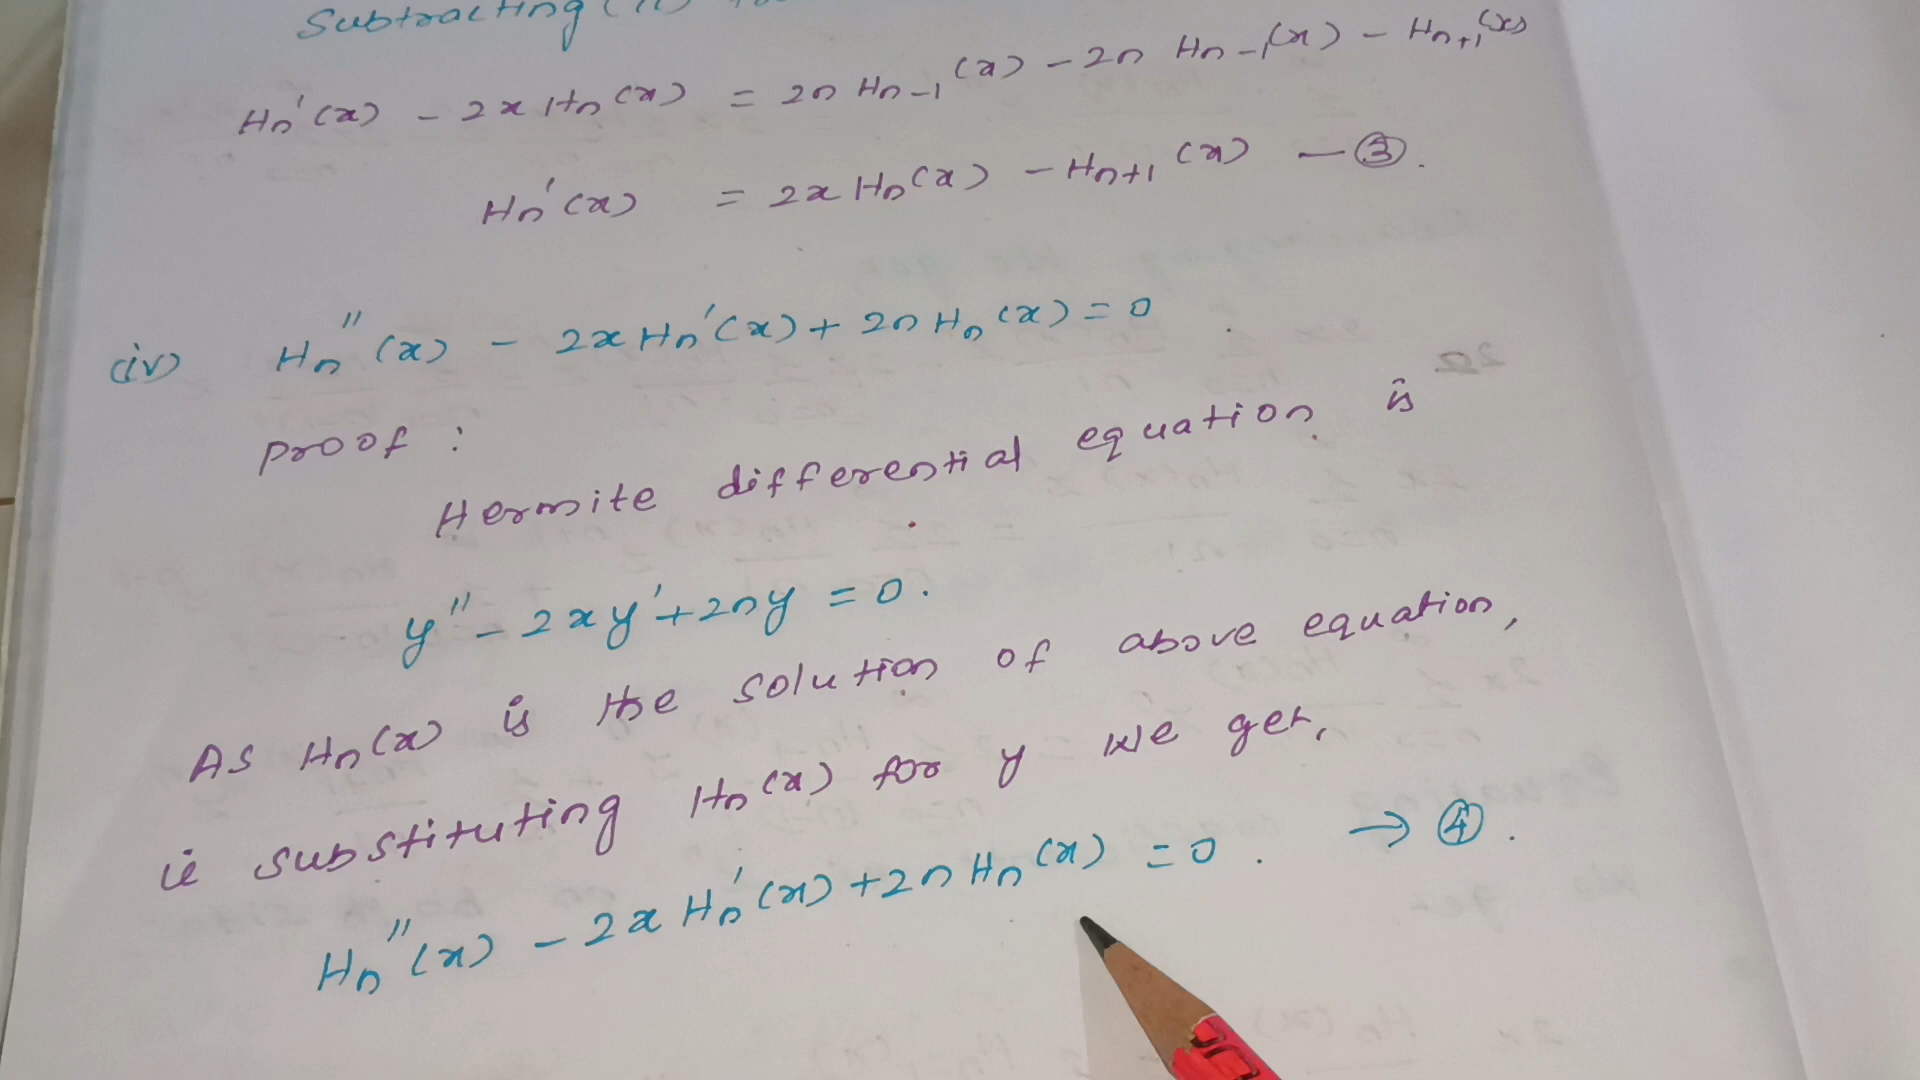 Subtracting (ii)
Hn'(x) - 2x Hn(x) = 2n Hn-1(x) - 2n Hn-1(x) - Hn+1(x)
Hn'(x) = 2x Hn(x) - Hn+1(x) — ③.
(iv) Hn''(x) - 2x Hn'(x) + 2n Hn(x) = 0.
Proof :
Hermite differential equation is
y'' - 2xy' + 2ny = 0.
As Hn(x) is the solution of above equation,
ie substituting Hn(x) for y we get,
Hn''(x) - 2x Hn'(x) + 2n Hn(x) = 0. → ④.